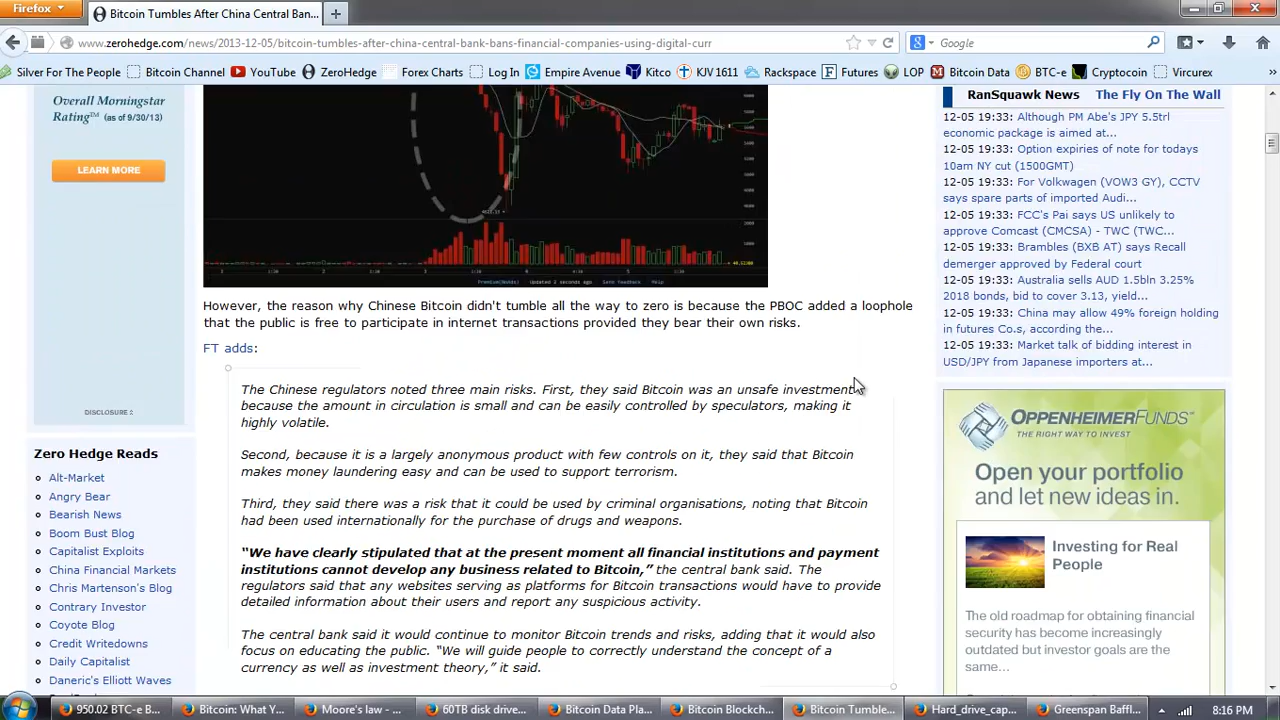 Firefox
Bitcoin Tumbles After China Central Ban...
www.zerohedge.com/news/2013-12-05/bitcoin-tumbles-after-china-central-bank-bans-financial-companies-using-digital-curr
Google
Silver For The People
Bitcoin Channel
YouTube
ZeroHedge
Forex Charts
Log In
Empire Avenue
Kitco
KJV 1611
Rackspace
Futures
LOP
Bitcoin Data
BTC-e
Cryptocoin
Vircurex
»
Overall Morningstar
Rating™ (as of 9/30/13)
LEARN MORE
DISCLOSURE
Zero Hedge Reads
Alt-Market
Angry Bear
Bearish News
Boom Bust Blog
Capitalist Exploits
China Financial Markets
Chris Martenson's Blog
Contrary Investor
Coyote Blog
Credit Writedowns
Daily Capitalist
Daneric's Elliott Waves
However, the reason why Chinese Bitcoin didn't tumble all the way to zero is because the PBOC added a loophole
that the public is free to participate in internet transactions provided they bear their own risks.
FT adds:
The Chinese regulators noted three main risks. First, they said Bitcoin was an unsafe investment
because the amount in circulation is small and can be easily controlled by speculators, making it
highly volatile.
Second, because it is a largely anonymous product with few controls on it, they said that Bitcoin
makes money laundering easy and can be used to support terrorism.
Third, they said there was a risk that it could be used by criminal organisations, noting that Bitcoin
had been used internationally for the purchase of drugs and weapons.
“We have clearly stipulated that at the present moment all financial institutions and payment
institutions cannot develop any business related to Bitcoin,” the central bank said. The
regulators said that any websites serving as platforms for Bitcoin transactions would have to provide
detailed information about their users and report any suspicious activity.
The central bank said it would continue to monitor Bitcoin trends and risks, adding that it would also
focus on educating the public. “We will guide people to correctly understand the concept of a
currency as well as investment theory,” it said.
RanSquawk News
The Fly On The Wall
12-05 19:33: Although PM Abe's JPY 5.5trl
economic package is aimed at...
12-05 19:33: Option expiries of note for todays
10am NY cut (1500GMT)
12-05 19:33: For Volkwagen (VOW3 GY), CCTV
says spare parts of imported Audi...
12-05 19:33: FCC's Pai says US unlikely to
approve Comcast (CMCSA) - TWC (TWC...
12-05 19:33: Brambles (BXB AT) says Recall
demerger approved by Federal court
12-05 19:33: Australia sells AUD 1.5bln 3.25%
2018 bonds, bid to cover 3.13, yield...
12-05 19:33: China may allow 49% foreign holding
in futures Co.s, according the...
12-05 19:33: Market talk of bidding interest in
USD/JPY from Japanese importers at...
OPPENHEIMERFUNDS
THE RIGHT WAY TO INVEST
Open your portfolio
and let new ideas in.
Investing for Real
People
The old roadmap for obtaining financial
security has become increasingly
outdated but investor goals are the
same...
950.02 BTC-e B...
Bitcoin: What Y...
Moore's law - ...
60TB disk drive...
Bitcoin Data Pla...
Bitcoin Blockch...
Bitcoin Tumble...
Hard_drive_cap...
Greenspan Baffl...
8:16 PM